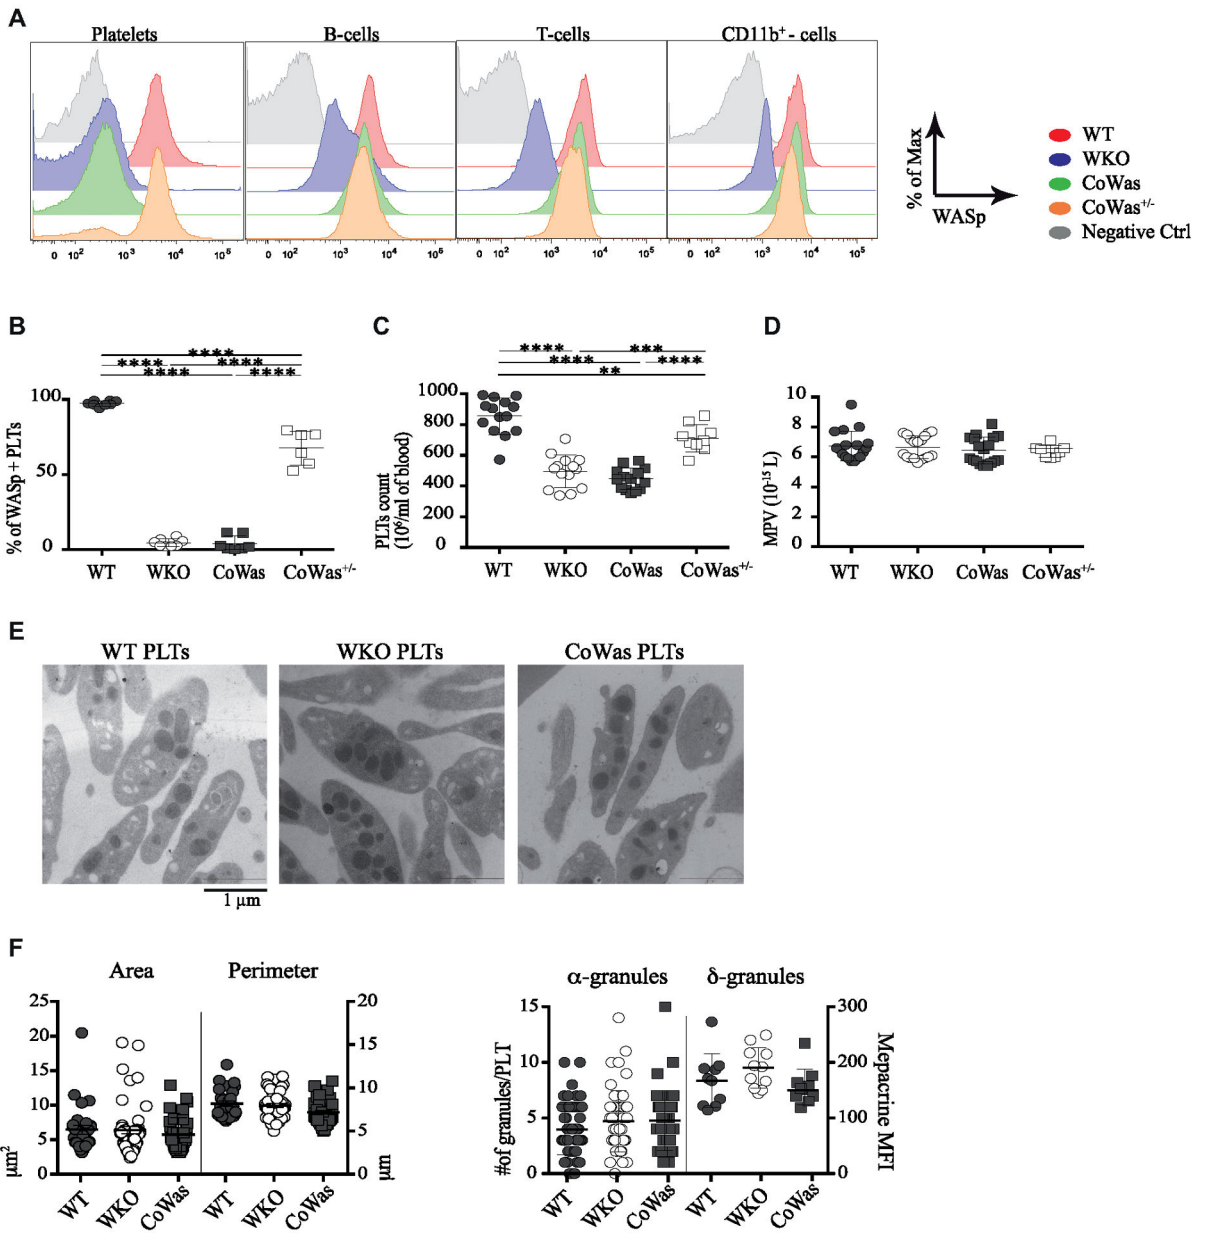 A
Platelets B-cells T-cells CD11b⁺- cells
0 10² 10³ 10⁴ 10⁵ 0 10² 10³ 10⁴ 10⁵ 0 10² 10³ 10⁴ 10⁵ 0 10² 10³ 10⁴ 10⁵
% of Max
WASp
WT
WKO
CoWas
CoWas⁺/⁻
Negative Ctrl
B
****
**** ****
**** ****
% of WASp + PLTs
100
50
0
WT WKO CoWas CoWas⁺/⁻
C
**** ***
**** ****
**
PLTs count
(10⁶/ml of blood)
1000
800
600
400
200
0
WT WKO CoWas CoWas⁺/⁻
D
MPV (10⁻¹⁵ L)
10
8
6
4
2
0
WT WKO CoWas CoWas⁺/⁻
E
WT PLTs WKO PLTs CoWas PLTs
1 µm
F
Area Perimeter
µm²
25
20
15
10
5
0
20
15
10
5
0
µm
WT WKO CoWas WT WKO CoWas
α-granules δ-granules
#of granules/PLT
15
10
5
0
300
200
100
0
Mepacrine MFI
WT WKO CoWas WT WKO CoWas